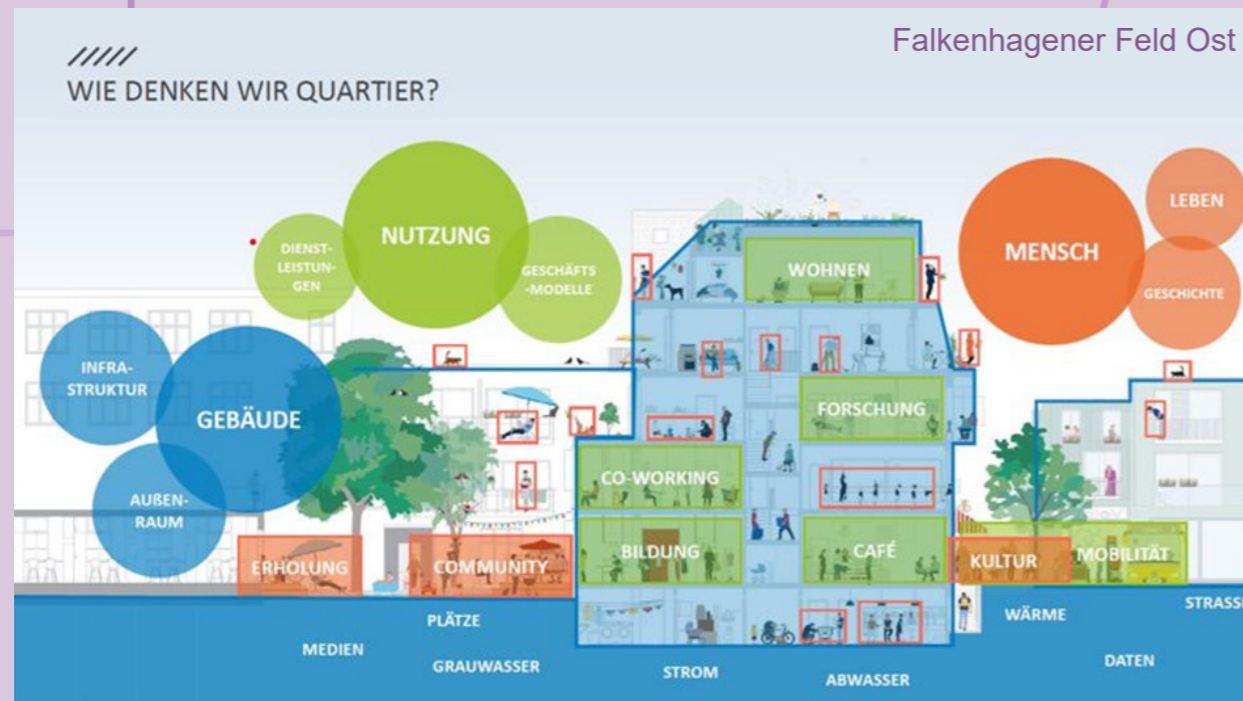 Falkenhagener Feld Ost
/////
WIE DENKEN WIR QUARTIER?
DIENST-
LEISTUN-
GEN
NUTZUNG
GESCHÄFTS
-MODELLE
MENSCH
LEBEN
GESCHICHTE
INFRA-
STRUKTUR
GEBÄUDE
AUßEN-
RAUM
WOHNEN
FORSCHUNG
CO-WORKING
BILDUNG
CAFÉ
ERHOLUNG
COMMUNITY
KULTUR
MOBILITÄT
PLÄTZE
MEDIEN
GRAUWASSER
STROM
ABWASSER
WÄRME
DATEN
STRASSE